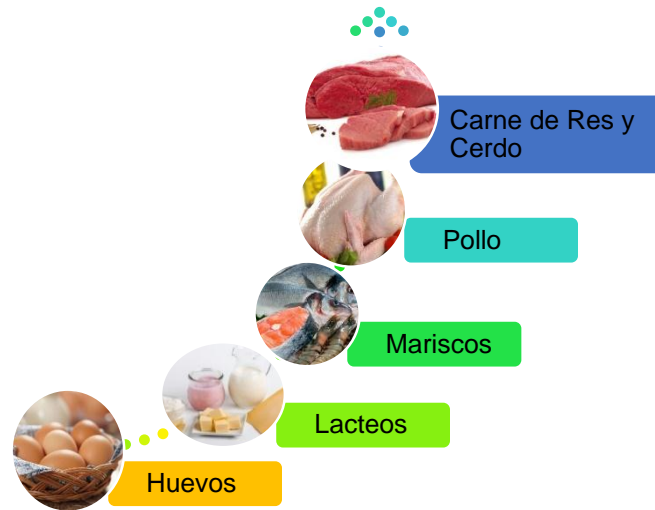 Carne de Res y
Cerdo
Pollo
Mariscos
Lacteos
Huevos